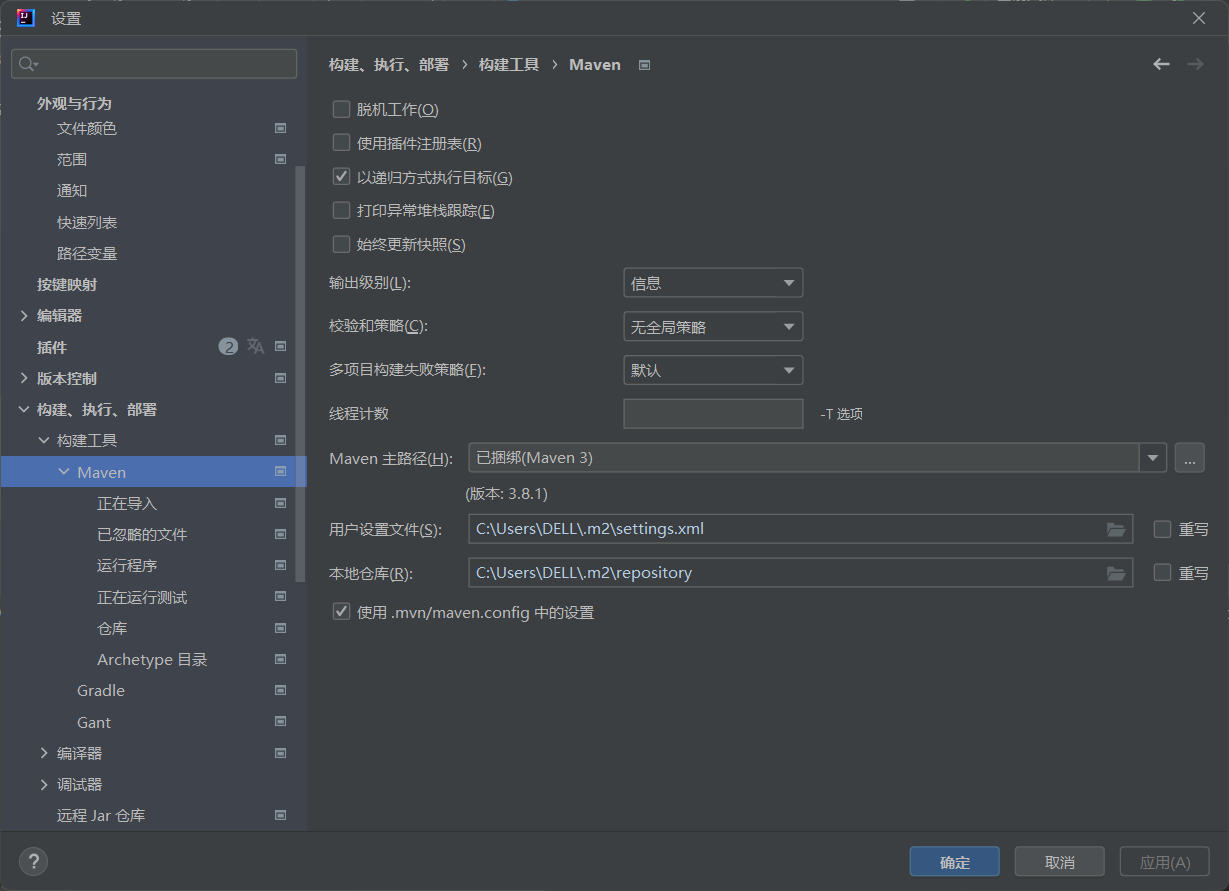 设置
外观与行为
文件颜色
范围
通知
快速列表
路径变量
按键映射
编辑器
插件 2
版本控制
构建、执行、部署
构建工具
Maven
正在导入
已忽略的文件
运行程序
正在运行测试
仓库
Archetype 目录
Gradle
Gant
编译器
调试器
远程 Jar 仓库
构建、执行、部署 › 构建工具 › Maven
脱机工作(O)
使用插件注册表(R)
以递归方式执行目标(G)
打印异常堆栈跟踪(E)
始终更新快照(S)
输出级别(L): 信息
校验和策略(C): 无全局策略
多项目构建失败策略(F): 默认
线程计数 -T 选项
Maven 主路径(H): 已捆绑(Maven 3) ...
(版本: 3.8.1)
用户设置文件(S): C:\Users\DELL\.m2\settings.xml 重写
本地仓库(R): C:\Users\DELL\.m2\repository 重写
使用 .mvn/maven.config 中的设置
? 确定 取消 应用(A)